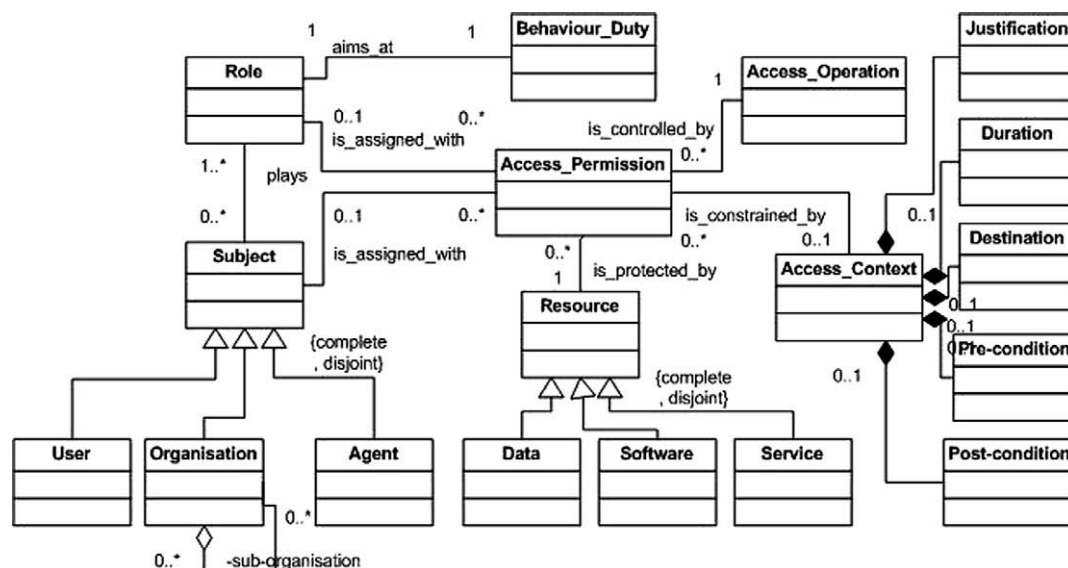 Behaviour_Duty
Justification
1
1
aims_at
Role
Access_Operation
1
0..1
0..*
is_assigned_with
is_controlled_by
0..*
Duration
Access_Permission
1..*
plays
0..1
0..*
0..*
is_assigned_with
Subject
is_constrained_by
0..*
0..1
0..1
Destination
0..*
is_protected_by
1
Access_Context
Resource
0..1
0..1
Pre-condition
{complete
, disjoint}
{complete
, disjoint}
0..1
User
Organisation
Agent
Data
Software
Service
Post-condition
0..*
0..*
-sub-organisation